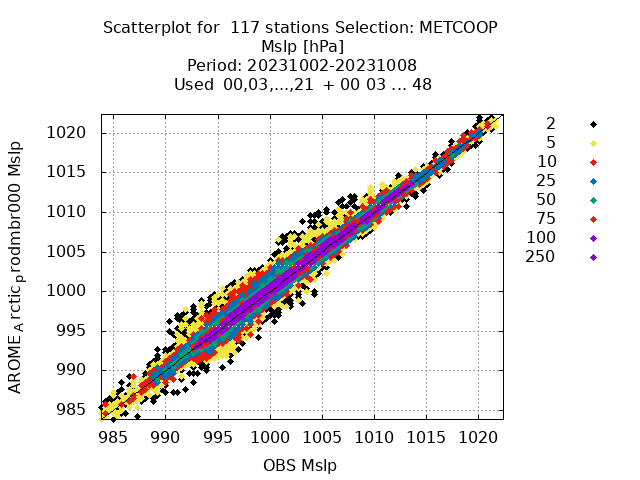 Scatterplot for  117 stations Selection: METCOOP
Mslp [hPa]
Period: 20231002-20231008
Used  00,03,...,21  + 00 03 ... 48
2
5
10
25
50
75
100
250
1020
1015
1010
1005
1000
995
990
985
AROME_Arctic_prodmbr000 Mslp
985 990 995 1000 1005 1010 1015 1020
OBS Mslp